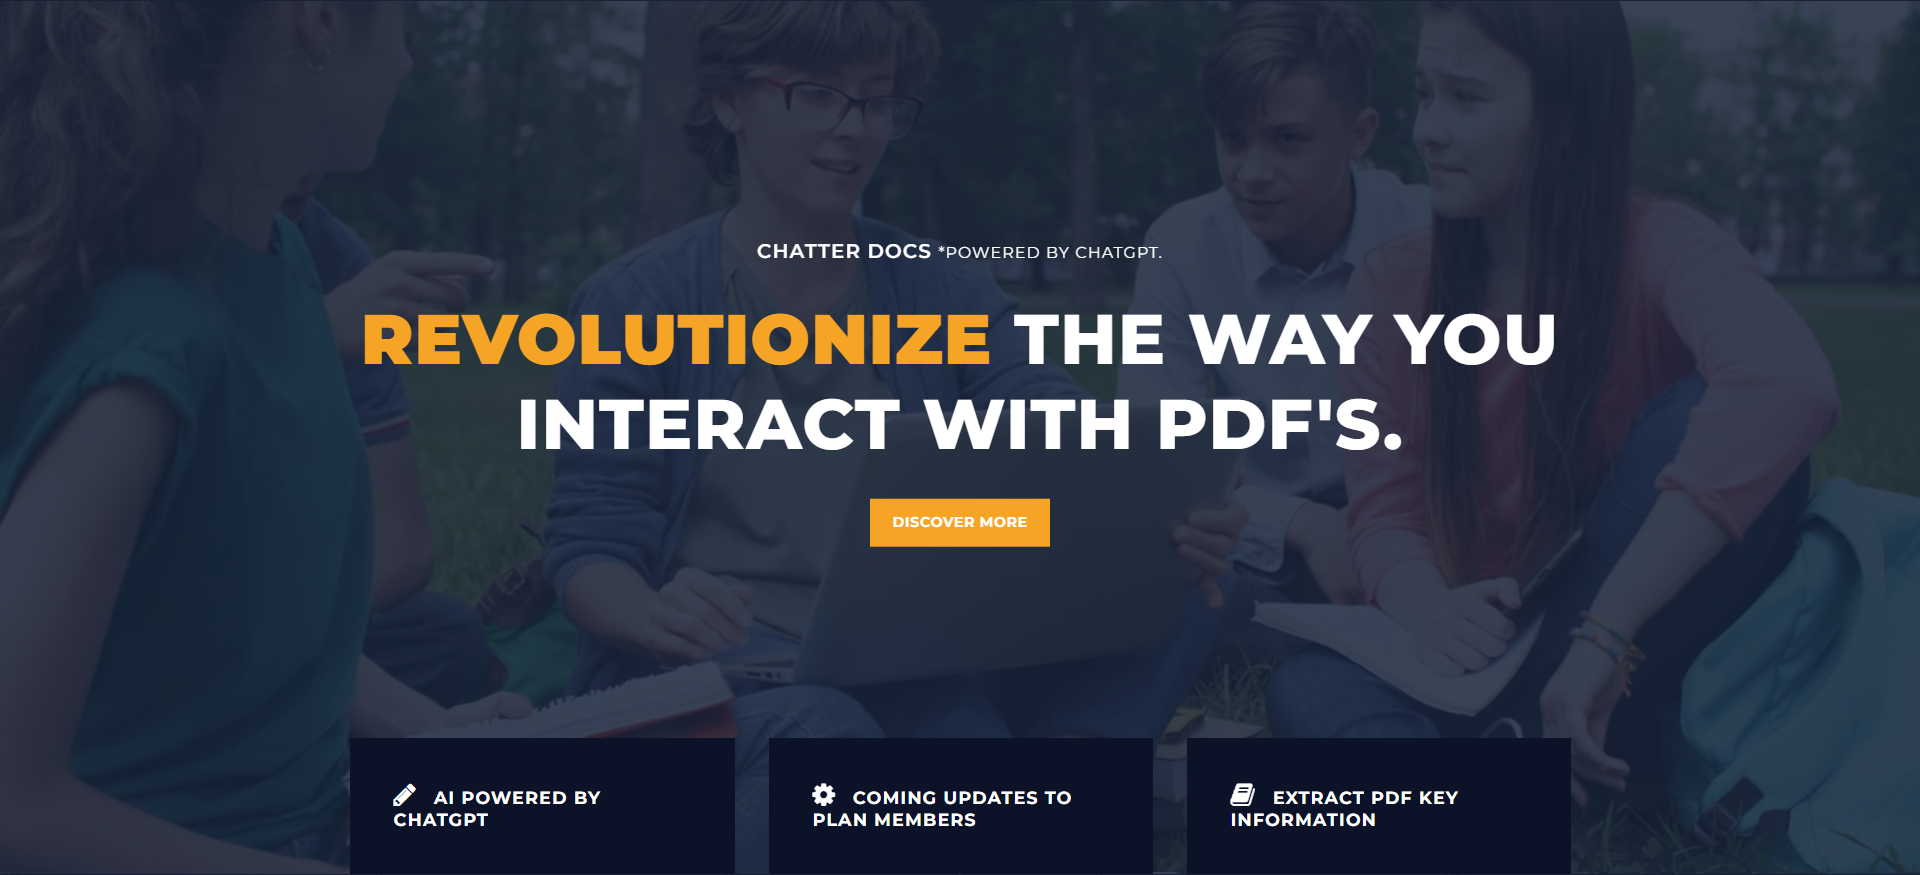 CHATTER DOCS *POWERED BY CHATGPT.
REVOLUTIONIZE THE WAY YOU
INTERACT WITH PDF'S.
DISCOVER MORE
AI POWERED BY
CHATGPT
COMING UPDATES TO
PLAN MEMBERS
EXTRACT PDF KEY
INFORMATION